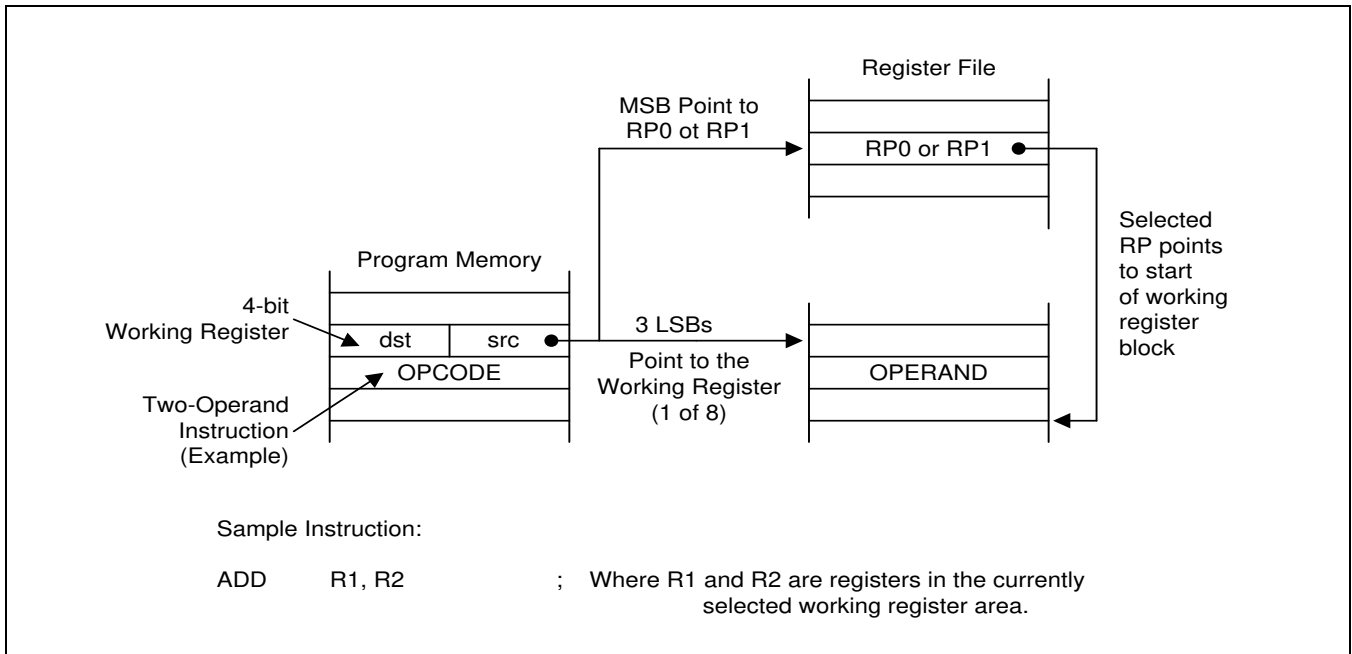 Register File
MSB Point to
RP0 ot RP1
RP0 or RP1
Selected
RP points
to start
of working
register
block
Program Memory
4-bit
Working Register
dst
src
3 LSBs
Point to the
Working Register
(1 of 8)
OPCODE
OPERAND
Two-Operand
Instruction
(Example)
Sample Instruction:
ADD R1, R2 ; Where R1 and R2 are registers in the currently
selected working register area.